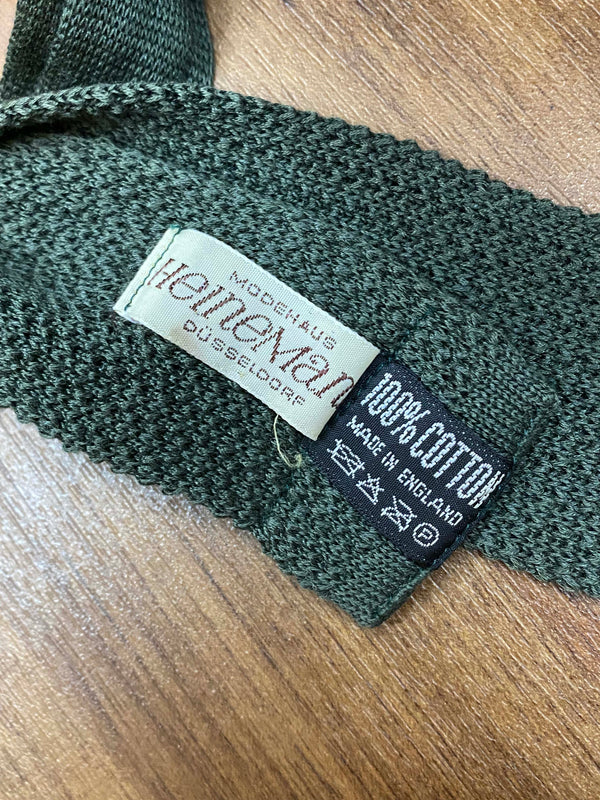 MODEHAUS
HeineMann
DÜSSELDORF
100% COTTON
MADE IN ENGLAND
P